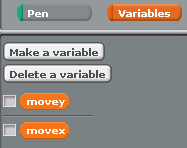 Pen Variables
Make a variable
Delete a variable
movey
movex